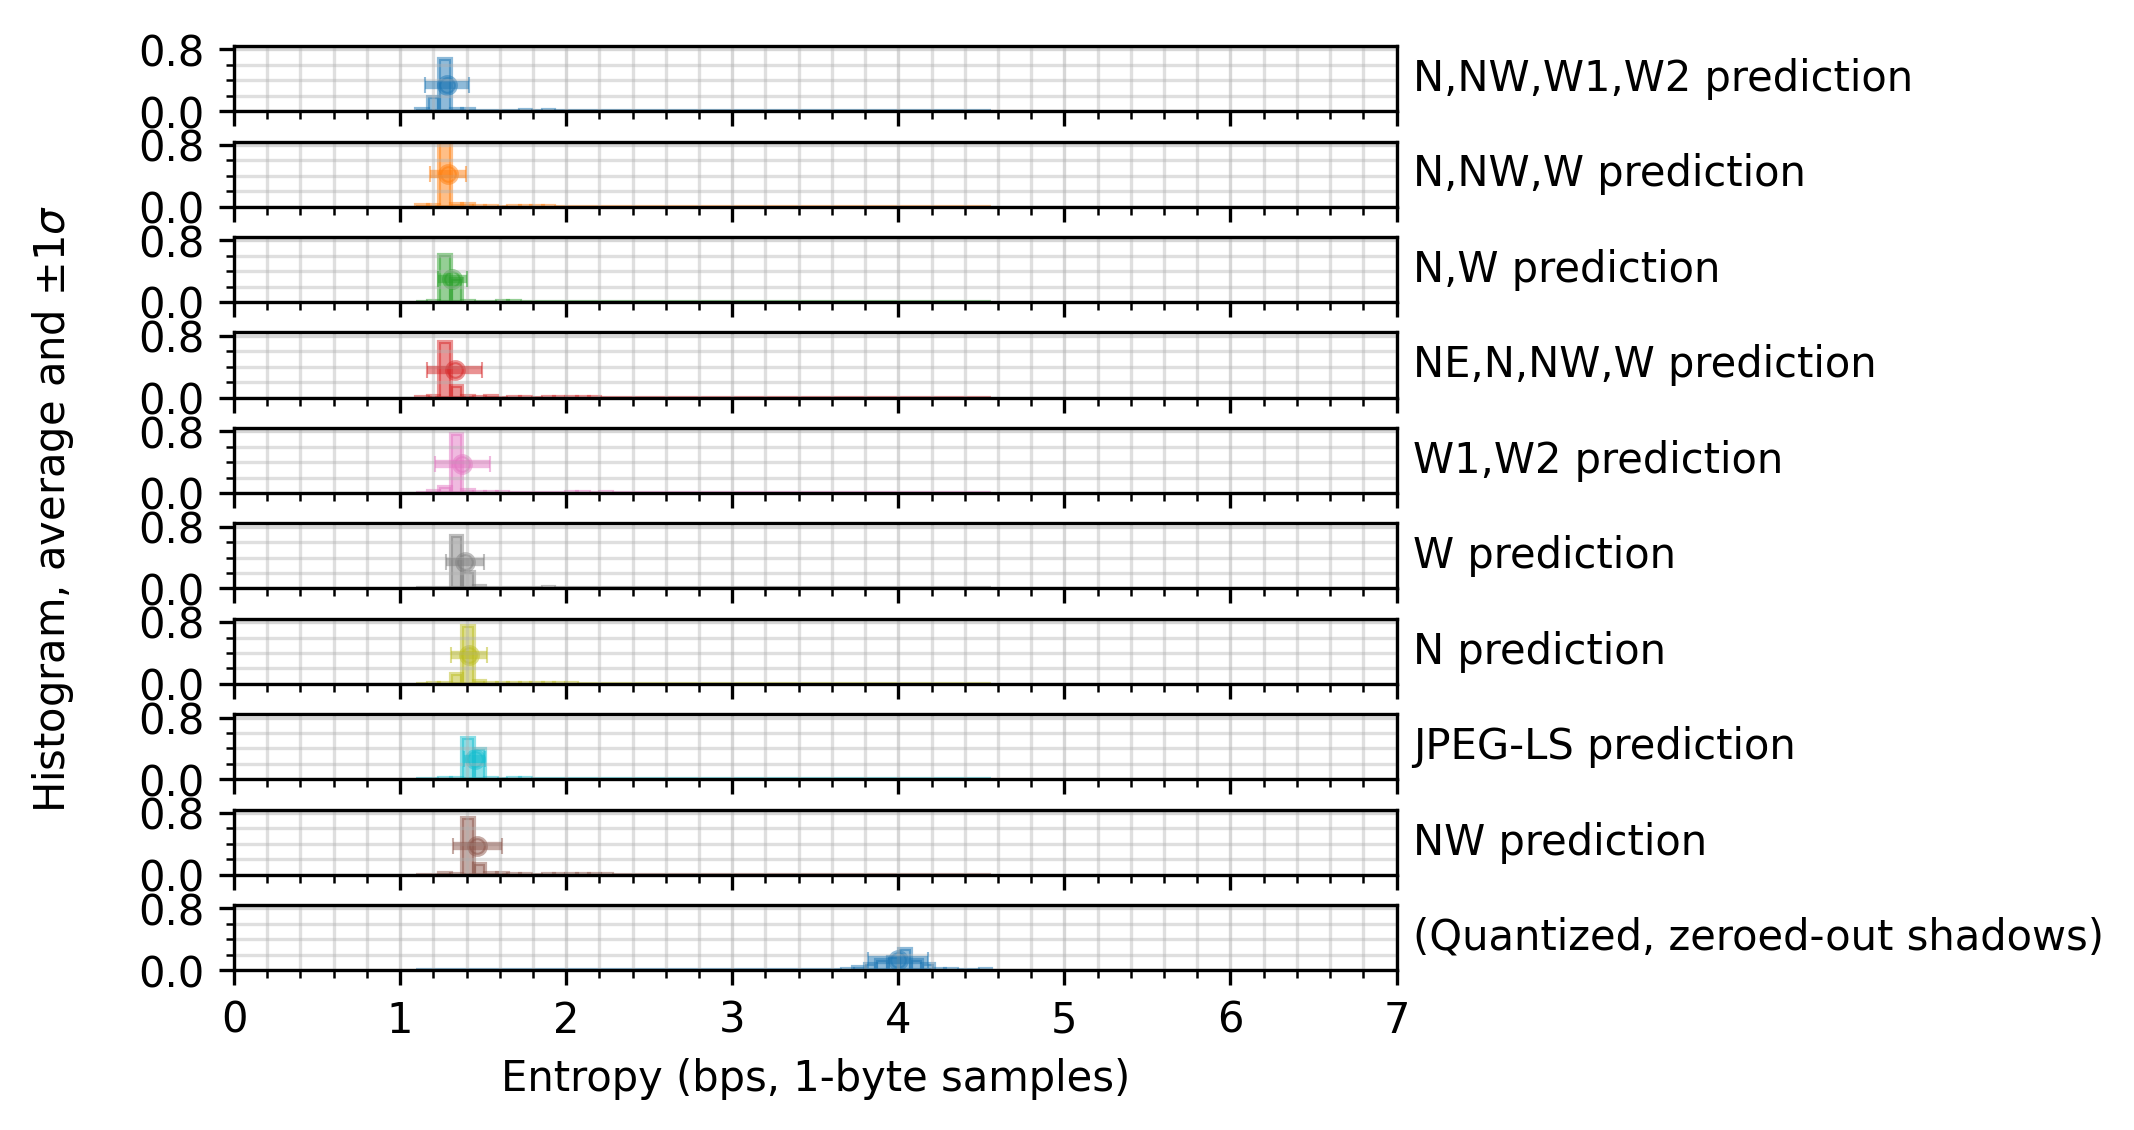 Histogram, average and ±1σ
0.8
0.0
N,NW,W1,W2 prediction
0.8
0.0
N,NW,W prediction
0.8
0.0
N,W prediction
0.8
0.0
NE,N,NW,W prediction
0.8
0.0
W1,W2 prediction
0.8
0.0
W prediction
0.8
0.0
N prediction
0.8
0.0
JPEG-LS prediction
0.8
0.0
NW prediction
0.8
0.0
(Quantized, zeroed-out shadows)
0 1 2 3 4 5 6 7
Entropy (bps, 1-byte samples)